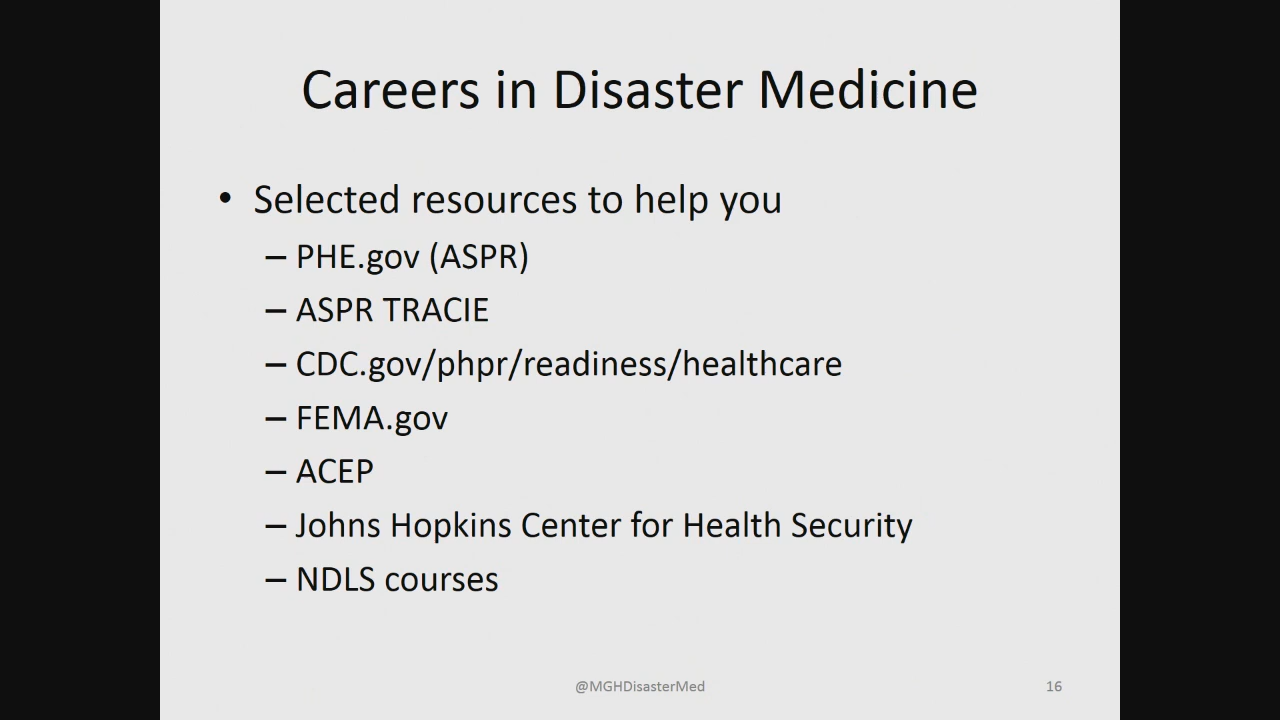 Careers in Disaster Medicine
• Selected resources to help you
– PHE.gov (ASPR)
– ASPR TRACIE
– CDC.gov/phpr/readiness/healthcare
– FEMA.gov
– ACEP
– Johns Hopkins Center for Health Security
– NDLS courses
@MGHDisasterMed
16